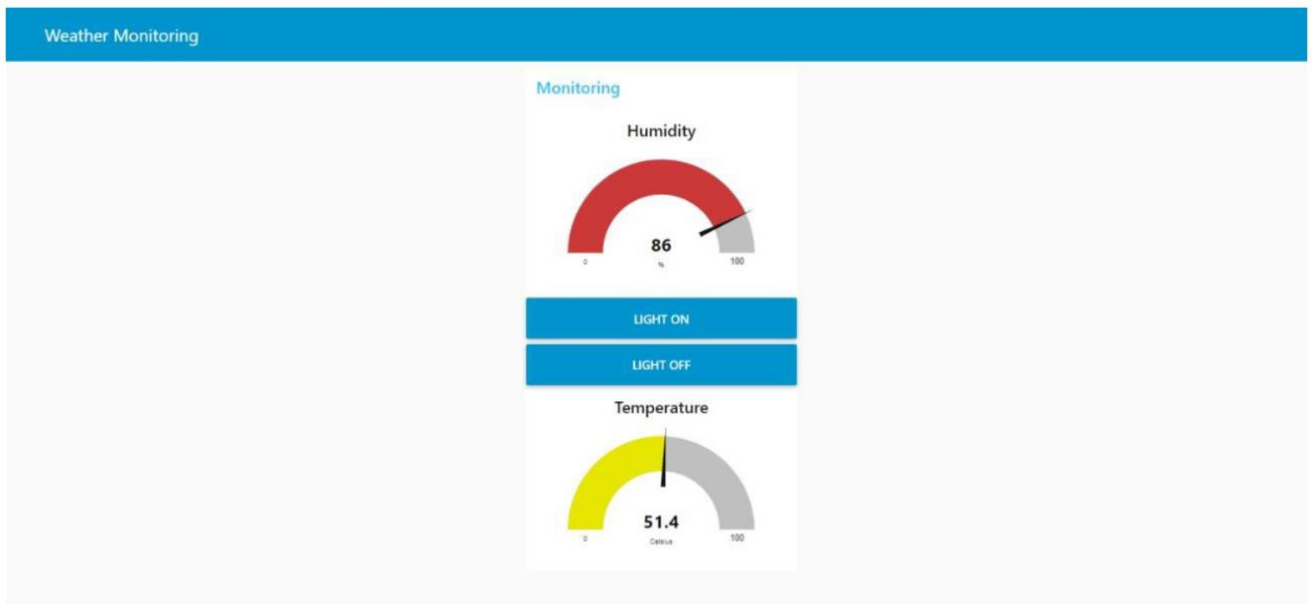 Weather Monitoring
Monitoring
Humidity
86
0
%
100
LIGHT ON
LIGHT OFF
Temperature
51.4
0
Celsius
100